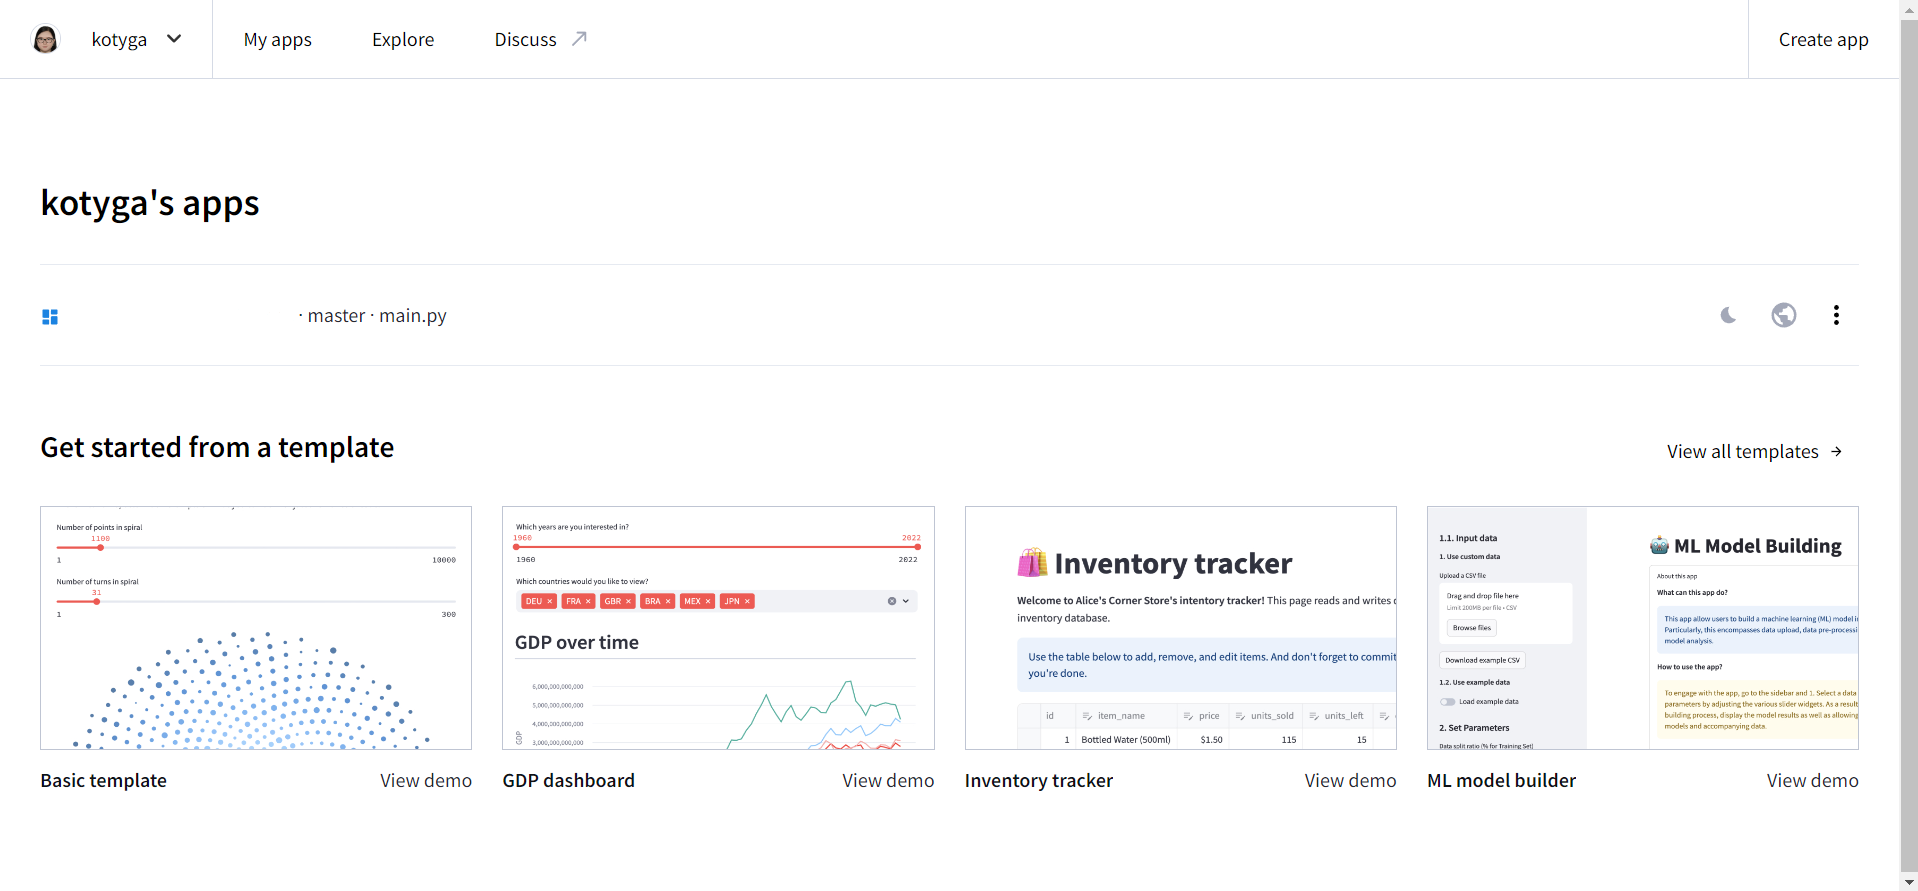 kotyga
My apps
Explore
Discuss
Create app
kotyga's apps
· master · main.py
Get started from a template
View all templates →
Number of points in spiral
1100
1
10000
Number of turns in spiral
31
1
300
Basic template
View demo
Which years are you interested in?
1960
2022
1960
2022
Which countries would you like to view?
DEU ×
FRA ×
GBR ×
BRA ×
MEX ×
JPN ×
GDP over time
6,000,000,000,000
5,000,000,000,000
4,000,000,000,000
3,000,000,000,000
GDP
GDP dashboard
View demo
Inventory tracker
Welcome to Alice's Corner Store's intentory tracker! This page reads and writes
inventory database.
Use the table below to add, remove, and edit items. And don't forget to commit
you're done.
id item_name price units_sold units_left
1 Bottled Water (500ml) $1.50 115 15
Inventory tracker
View demo
1.1. Input data
1. Use custom data
Upload a CSV file
Drag and drop file here
Limit 200MB per file • CSV
Browse files
Download example CSV
1.2. Use example data
Load example data
2. Set Parameters
Data split ratio (% for Training Set)
ML Model Building
About this app
What can this app do?
This app allow users to build a machine learning (ML) model
Particularly, this encompasses data upload, data pre-processi
model analysis.
How to use the app?
To engage with the app, go to the sidebar and 1. Select a data
parameters by adjusting the various slider widgets. As a result
building process, display the model results as well as allowing
models and accompanying data.
ML model builder
View demo